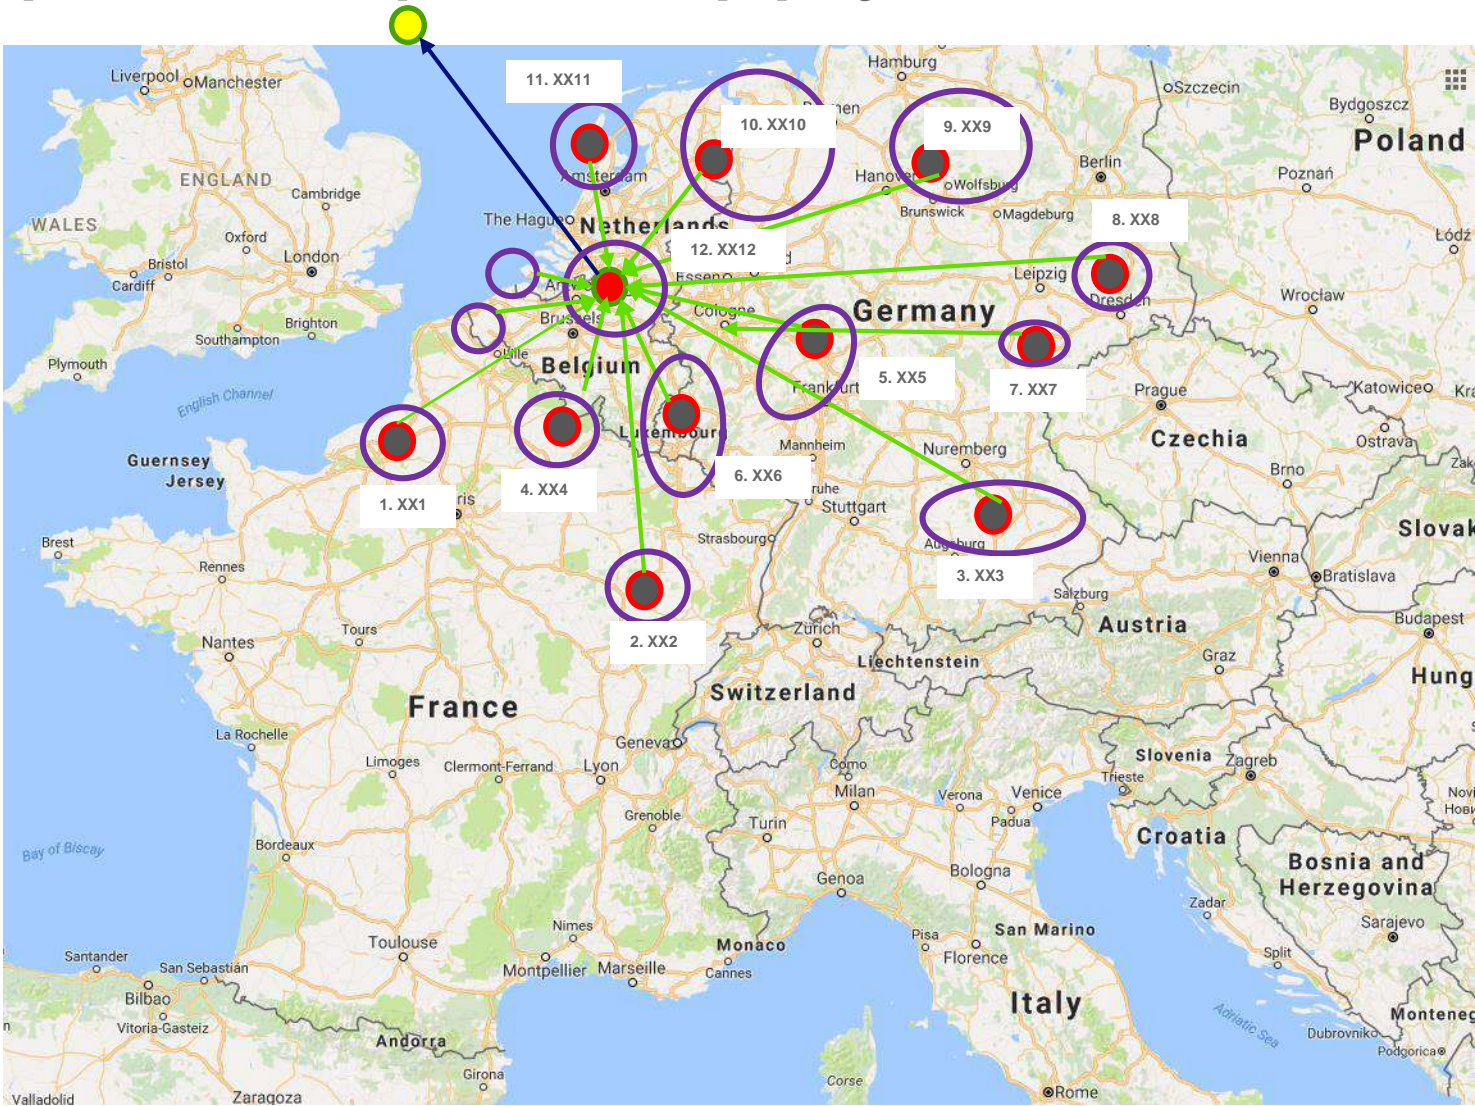 Hamburg
Liverpool
Manchester
11. XX11
Szczecin
Bydgoszcz
Poland
10. XX10
9. XX9
Berlin
Poznań
ENGLAND
Cambridge
Amsterdam
Hanover
Wolfsburg
Brunswick
Magdeburg
WALES
The Hague
Netherlands
8. XX8
Oxford
London
Łódź
12. XX12
Bristol
Cardiff
Essen
Leipzig
Dresden
Wrocław
Cologne
Germany
Brighton
Southampton
Brussels
Lille
Belgium
Plymouth
English Channel
Frankfurt
5. XX5
7. XX7
Prague
Katowice
Luxembourg
Mannheim
Nuremberg
Czechia
Ostrava
Guernsey
Jersey
Brno
1. XX1
4. XX4
6. XX6
Stuttgart
Brest
Strasbourg
Augsburg
Vienna
Slovak
Rennes
3. XX3
Bratislava
Salzburg
Nantes
Tours
2. XX2
Zürich
Austria
Budapest
Liechtenstein
Graz
Hung
France
Switzerland
La Rochelle
Geneva
Limoges
Clermont-Ferrand
Lyon
Como
Slovenia
Zagreb
Trieste
Milan
Verona
Venice
Padua
Novi
Grenoble
Turin
Croatia
Bay of Biscay
Bordeaux
Bologna
Bosnia and
Herzegovina
Genoa
Zadar
Nimes
Pisa
San Marino
Sarajevo
Toulouse
Monaco
Florence
Split
Santander
San Sebastián
Montpellier
Marseille
Cannes
Bilbao
Italy
Vitoria-Gasteiz
Adriatic Sea
Monteneg
Andorra
Dubrovnik
Podgorica
Girona
Corse
Valladolid
Zaragoza
Rome